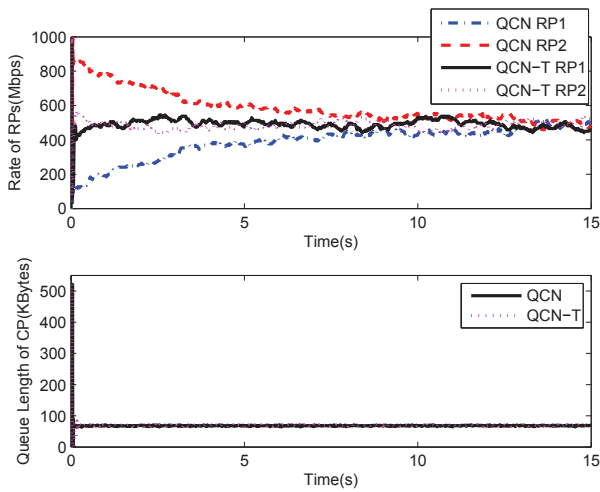 QCN RP1
QCN RP2
QCN−T RP1
QCN−T RP2
1000
800
600
400
200
0
Rate of RPs(Mbps)
0 5 10 15
Time(s)
QCN
QCN−T
500
400
300
200
100
0
Queue Length of CP(KBytes)
0 5 10 15
Time(s)